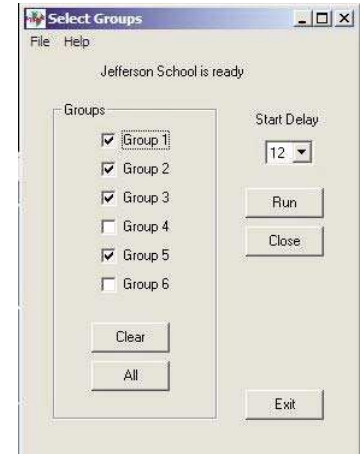 Select Groups
File Help
Jefferson School is ready
Groups
Group 1
Group 2
Group 3
Group 4
Group 5
Group 6
Clear
All
Start Delay
12
Run
Close
Exit